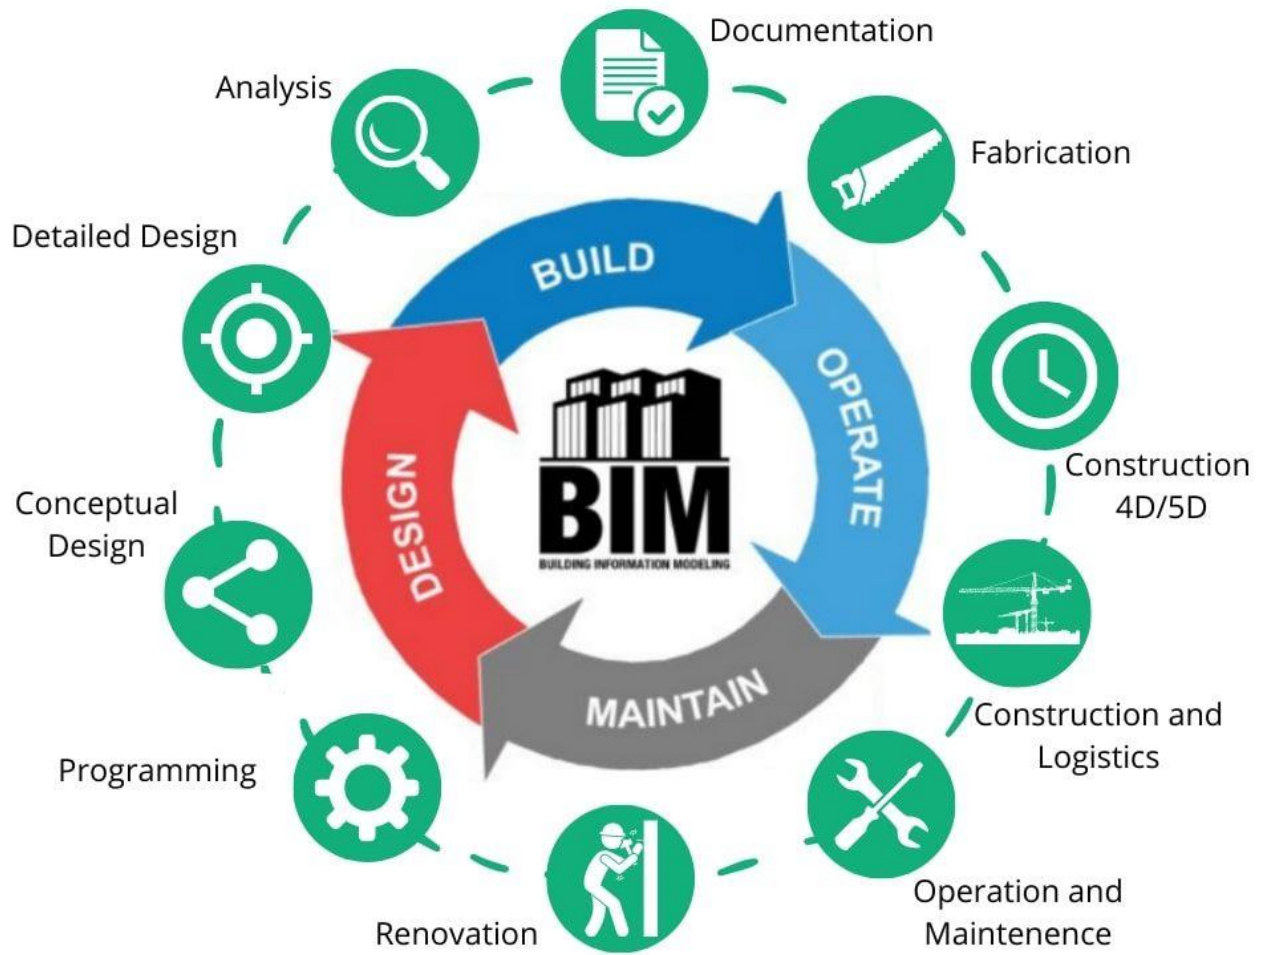 Documentation
Analysis
Fabrication
Detailed Design
BUILD
OPERATE
DESIGN
BIM
BUILDING INFORMATION MODELING
Construction
4D/5D
Conceptual
Design
MAINTAIN
Construction and
Logistics
Programming
Operation and
Maintenence
Renovation